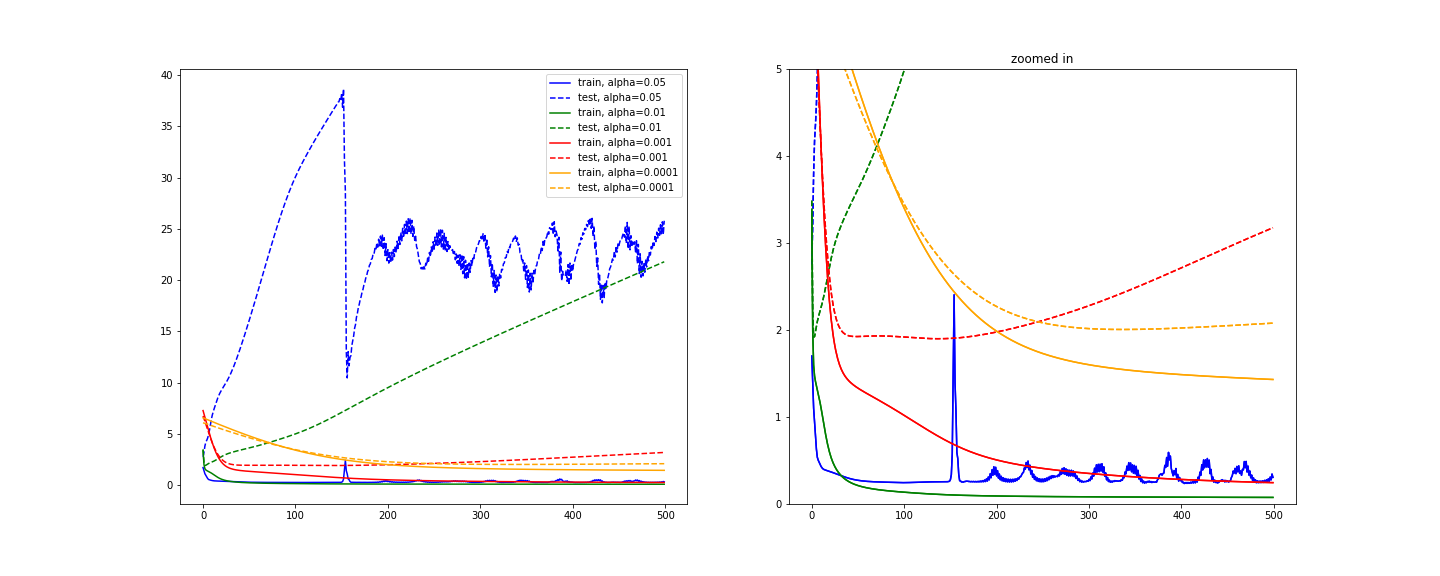 zoomed in
40
35
30
25
20
15
10
5
0
0 100 200 300 400 500
train, alpha=0.05
test, alpha=0.05
train, alpha=0.01
test, alpha=0.01
train, alpha=0.001
test, alpha=0.001
train, alpha=0.0001
test, alpha=0.0001
5
4
3
2
1
0
0 100 200 300 400 500